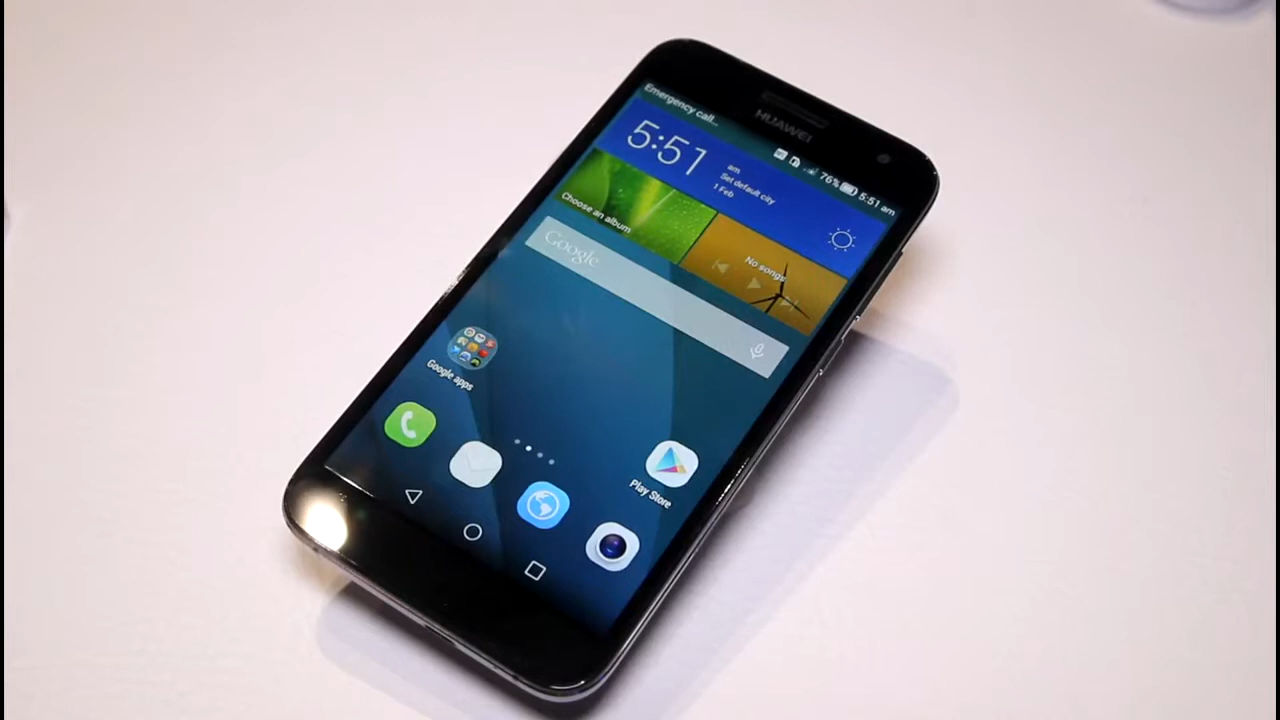 HUAWEI
Emergency call...
76% 5:51 am
5:51
am
Set default city
1 Feb
Choose an album
No songs
Google
Google apps
Play Store